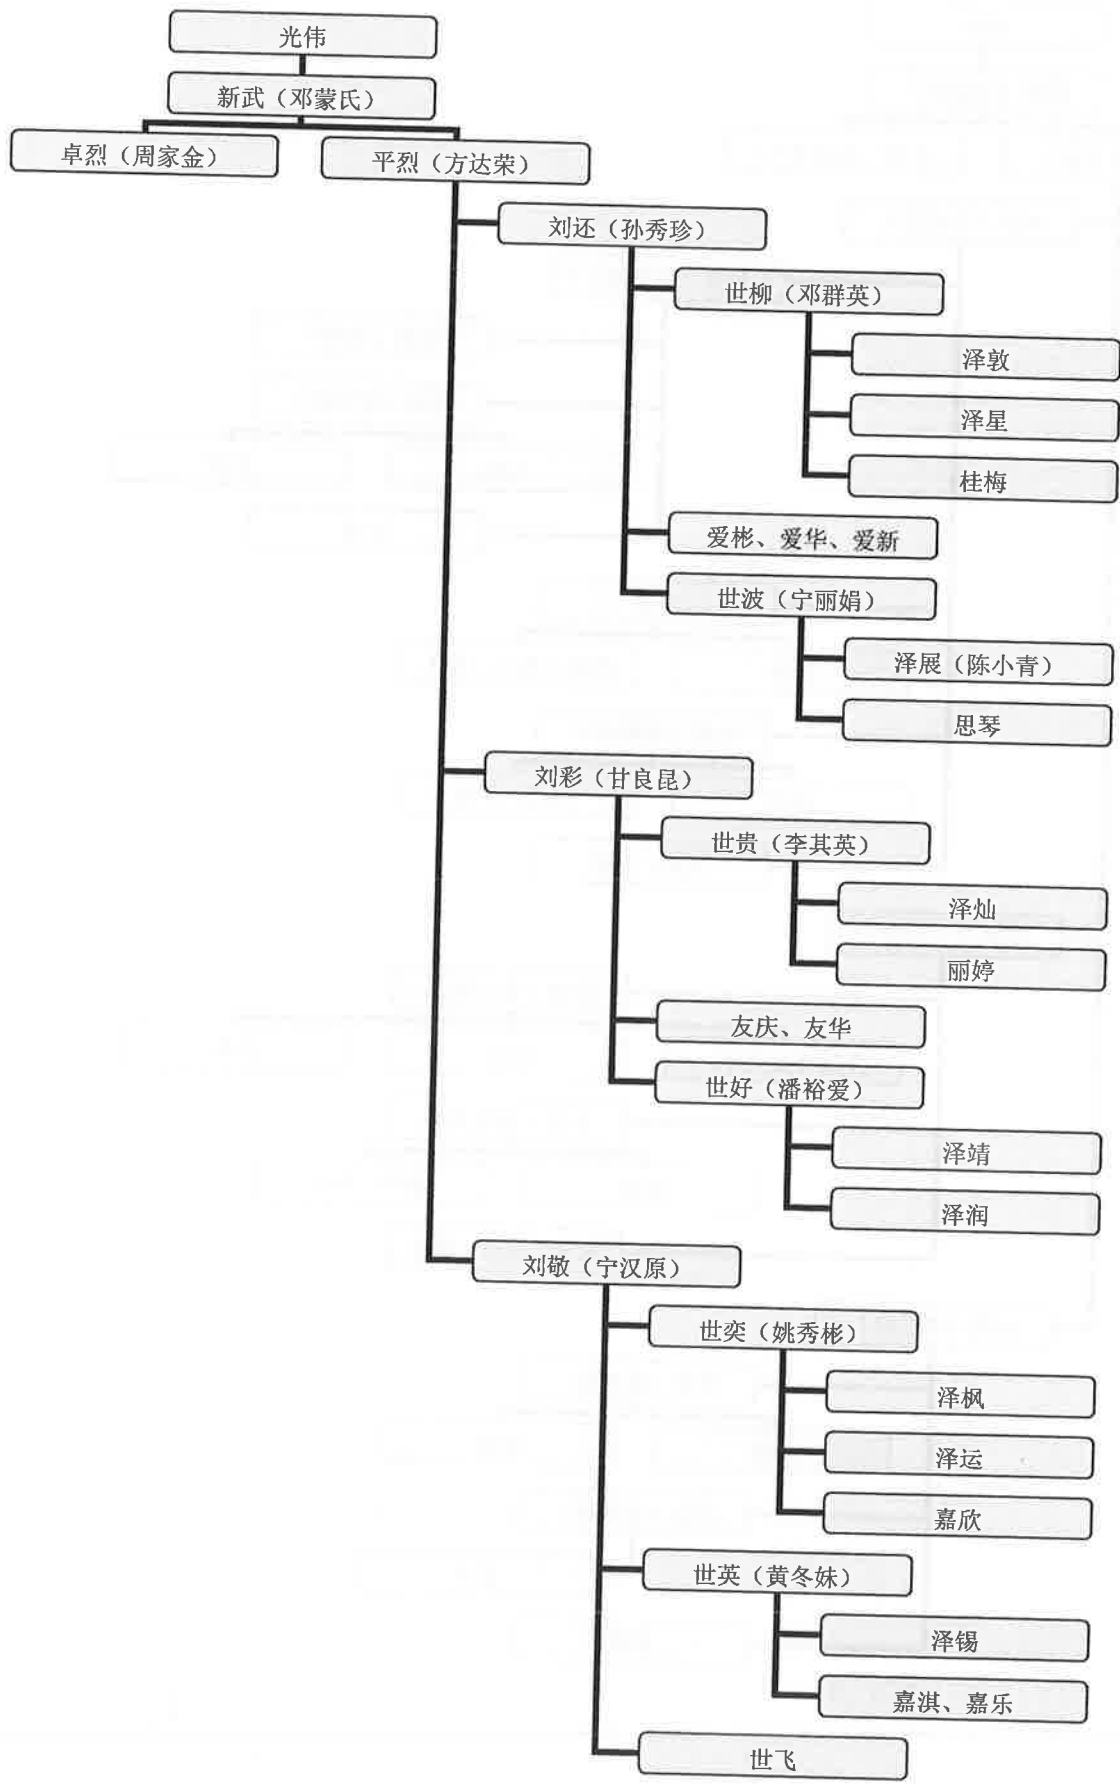 光伟
新武（邓蒙氏）
卓烈（周家金）
平烈（方达荣）
刘还（孙秀珍）
世柳（邓群英）
泽敦
泽星
桂梅
爱彬、爱华、爱新
世波（宁丽娟）
泽展（陈小青）
思琴
刘彩（甘良昆）
世贵（李其英）
泽灿
丽婷
友庆、友华
世好（潘裕爱）
泽靖
泽润
刘敬（宁汉原）
世奕（姚秀彬）
泽枫
泽运
嘉欣
世英（黄冬妹）
泽锡
嘉淇、嘉乐
世飞